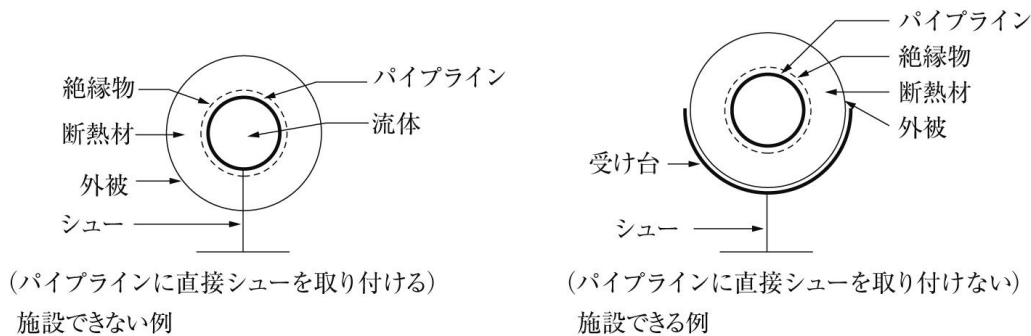 絶縁物
パイプライン
断熱材
流体
外被
シュー
(パイプラインに直接シューを取り付ける)
施設できない例
パイプライン
絶縁物
断熱材
外被
受け台
シュー
(パイプラインに直接シューを取り付けない)
施設できる例